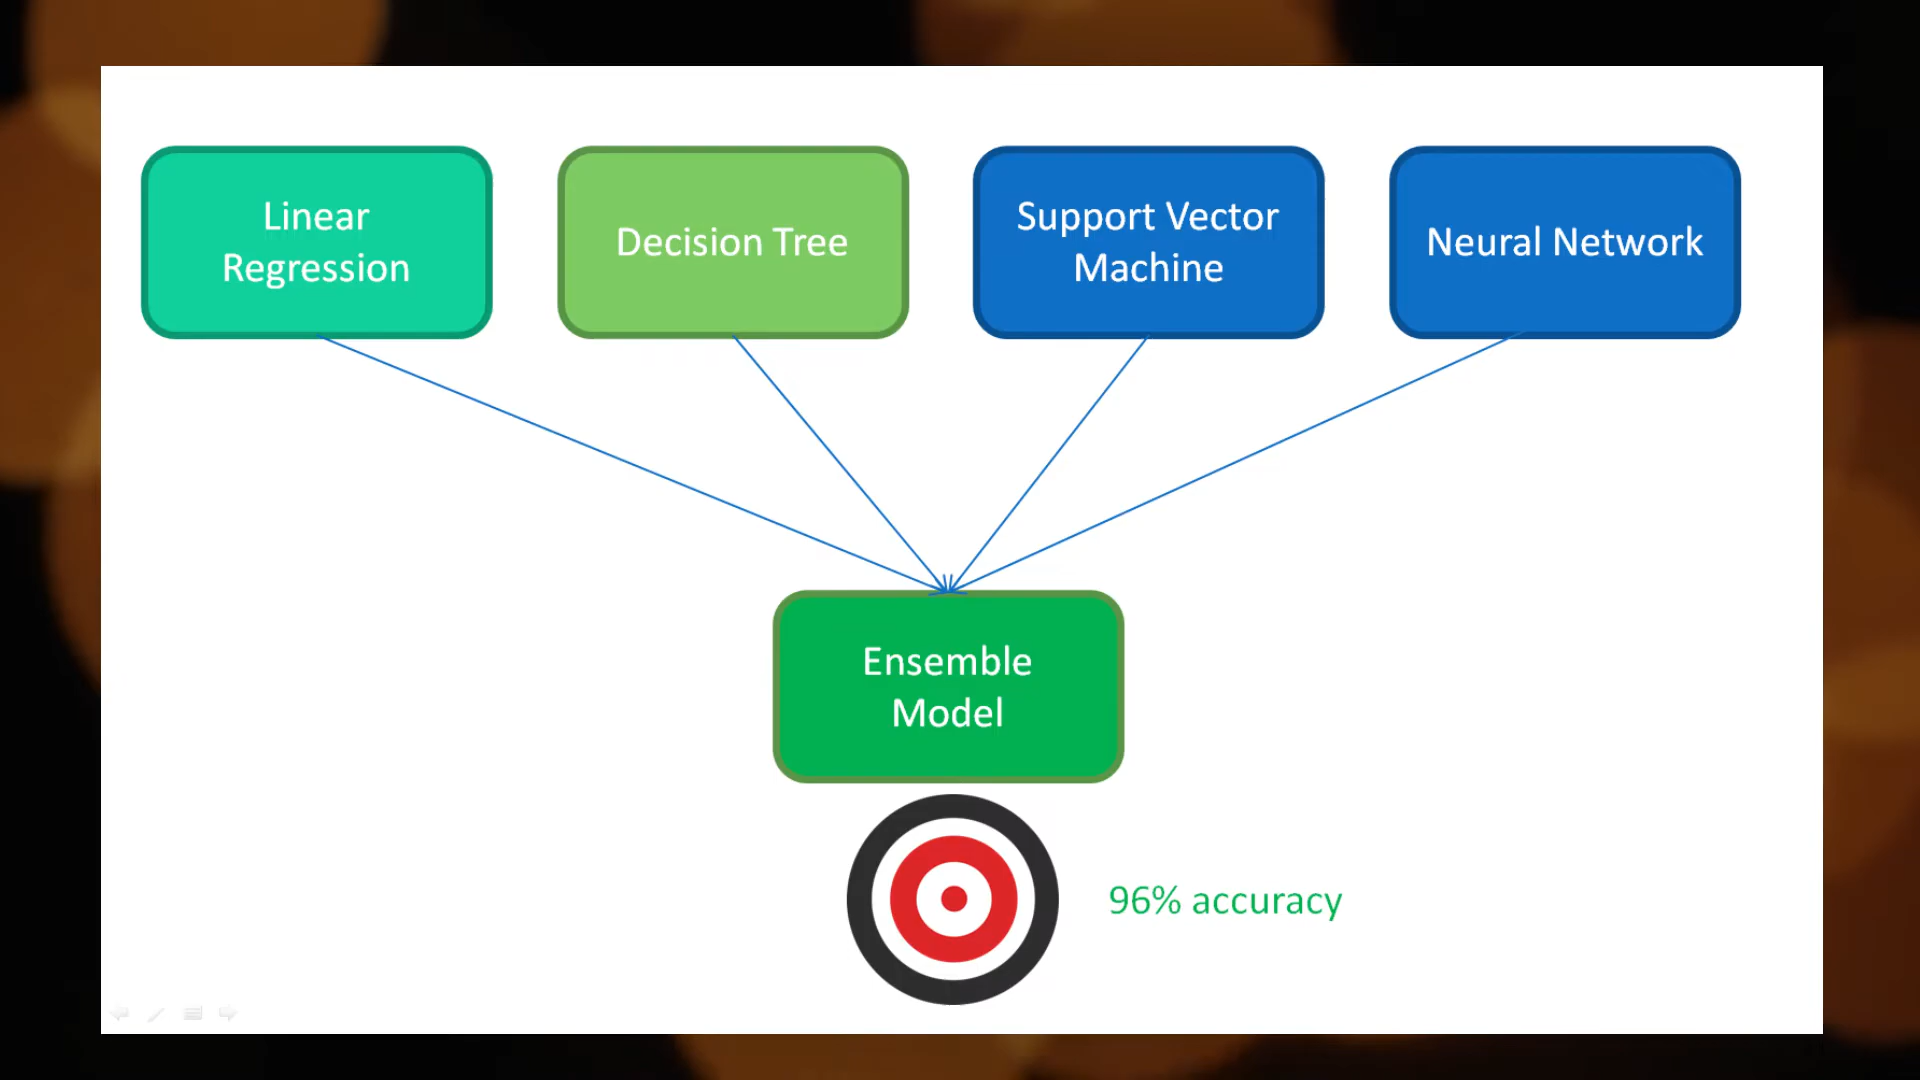 Linear
Regression
Decision Tree
Support Vector
Machine
Neural Network
Ensemble
Model
96% accuracy